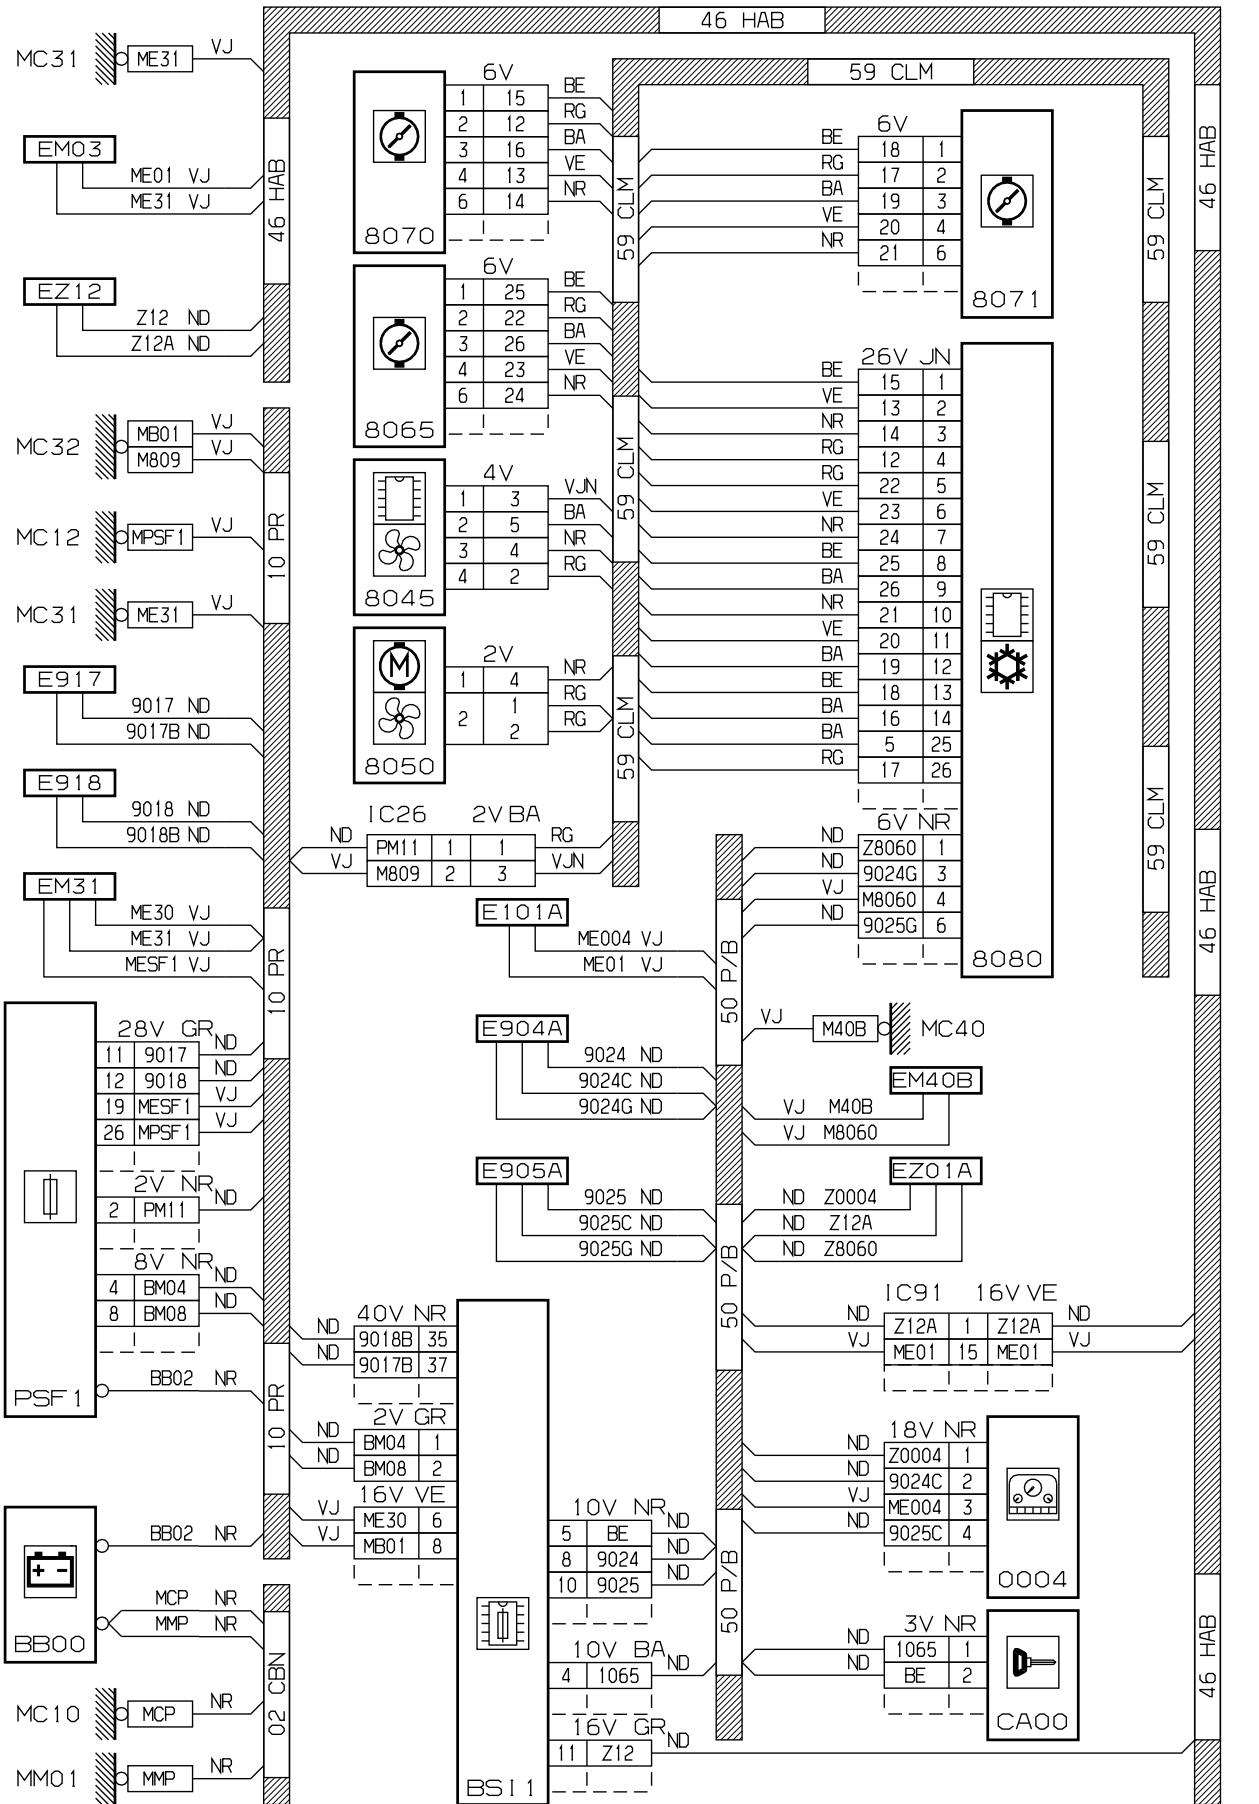 46 HAB
59 CLM
MC31 ME31 VJ
EM03
ME01 VJ
ME31 VJ
46 HAB
EZ12
Z12 ND
Z12A ND
MC32 MB01 VJ
M809 VJ
MC12 MPSF1 VJ
10 PR
MC31 ME31 VJ
E917
9017 ND
9017B ND
E918
9018 ND
9018B ND
EM31
ME30 VJ
ME31 VJ
MESF1 VJ
10 PR
28V GR
11 9017 ND
12 9018 ND
19 MESF1 VJ
26 MPSF1 VJ
2V NR
2 PM11 ND
8V NR
4 BM04 ND
8 BM08 ND
BB02 NR
PSF1
10 PR
BB02 NR
MCP NR
MMP NR
BB00
02 CBN
MC10 MCP NR
MM01 MMP NR
6V
1 15 BE
2 12 RG
3 16 BA
4 13 VE
6 14 NR
8070
59 CLM
6V
1 25 BE
2 22 RG
3 26 BA
4 23 VE
6 24 NR
8065
4V
1 3 VJN
2 5 BA
3 4 NR
4 2 RG
8045
59 CLM
2V
1 4 NR
2 1 RG
2 RG
8050
59 CLM
IC26 2V BA
ND PM11 1 1 RG
VJ M809 2 3 VJN
6V
BE 18 1
RG 17 2
BA 19 3
VE 20 4
NR 21 6
8071
26V JN
BE 15 1
VE 13 2
NR 14 3
RG 12 4
RG 22 5
VE 23 6
NR 24 7
BE 25 8
BA 26 9
NR 21 10
VE 20 11
BA 19 12
BE 18 13
BA 16 14
BA 5 25
RG 17 26
6V NR
ND Z8060 1
ND 9024G 3
VJ M8060 4
ND 9025G 6
8080
59 CLM
59 CLM
59 CLM
46 HAB
46 HAB
46 HAB
E101A
ME004 VJ
ME01 VJ
50 P/B
E904A
9024 ND
9024C ND
9024G ND
VJ M40B MC40
EM40B
VJ M40B
VJ M8060
E905A
9025 ND
9025C ND
9025G ND
EZ01A
ND Z0004
ND Z12A
ND Z8060
50 P/B
IC91 16V VE
ND Z12A 1 Z12A ND
VJ ME01 15 ME01 VJ
40V NR
ND 9018B 35
ND 9017B 37
2V GR
ND BM04 1
ND BM08 2
16V VE
VJ ME30 6
VJ MB01 8
10V NR
5 BE ND
8 9024 ND
10 9025 ND
10V BA
4 1065 ND
16V GR
11 Z12 ND
BSI1
50 P/B
18V NR
ND Z0004 1
ND 9024C 2
VJ ME004 3
ND 9025C 4
0004
3V NR
ND 1065 1
ND BE 2
CA00
M